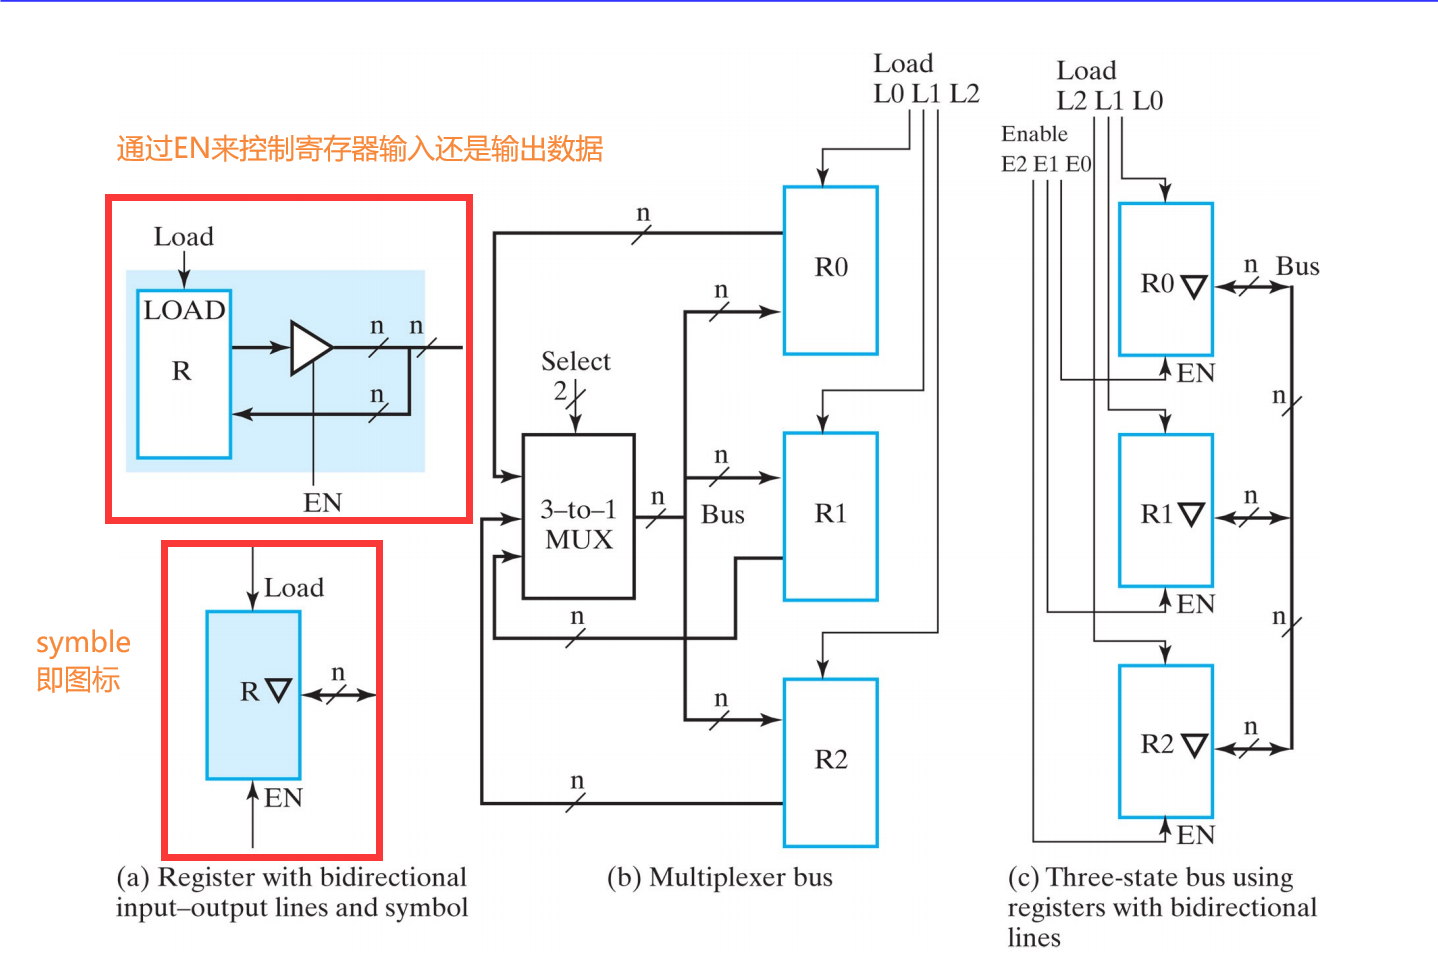 通过EN来控制寄存器输入还是输出数据
Load
LOAD
R
n
n
n
EN
symble
即图标
Load
R
n
EN
(a) Register with bidirectional
input–output lines and symbol
Load
L0 L1 L2
n
R0
n
Select
2
3–to–1
MUX
n
n
Bus
R1
n
n
R2
n
(b) Multiplexer bus
Load
L2 L1 L0
Enable
E2 E1 E0
R0
n
Bus
EN
n
R1
n
EN
n
R2
n
EN
(c) Three-state bus using
registers with bidirectional
lines